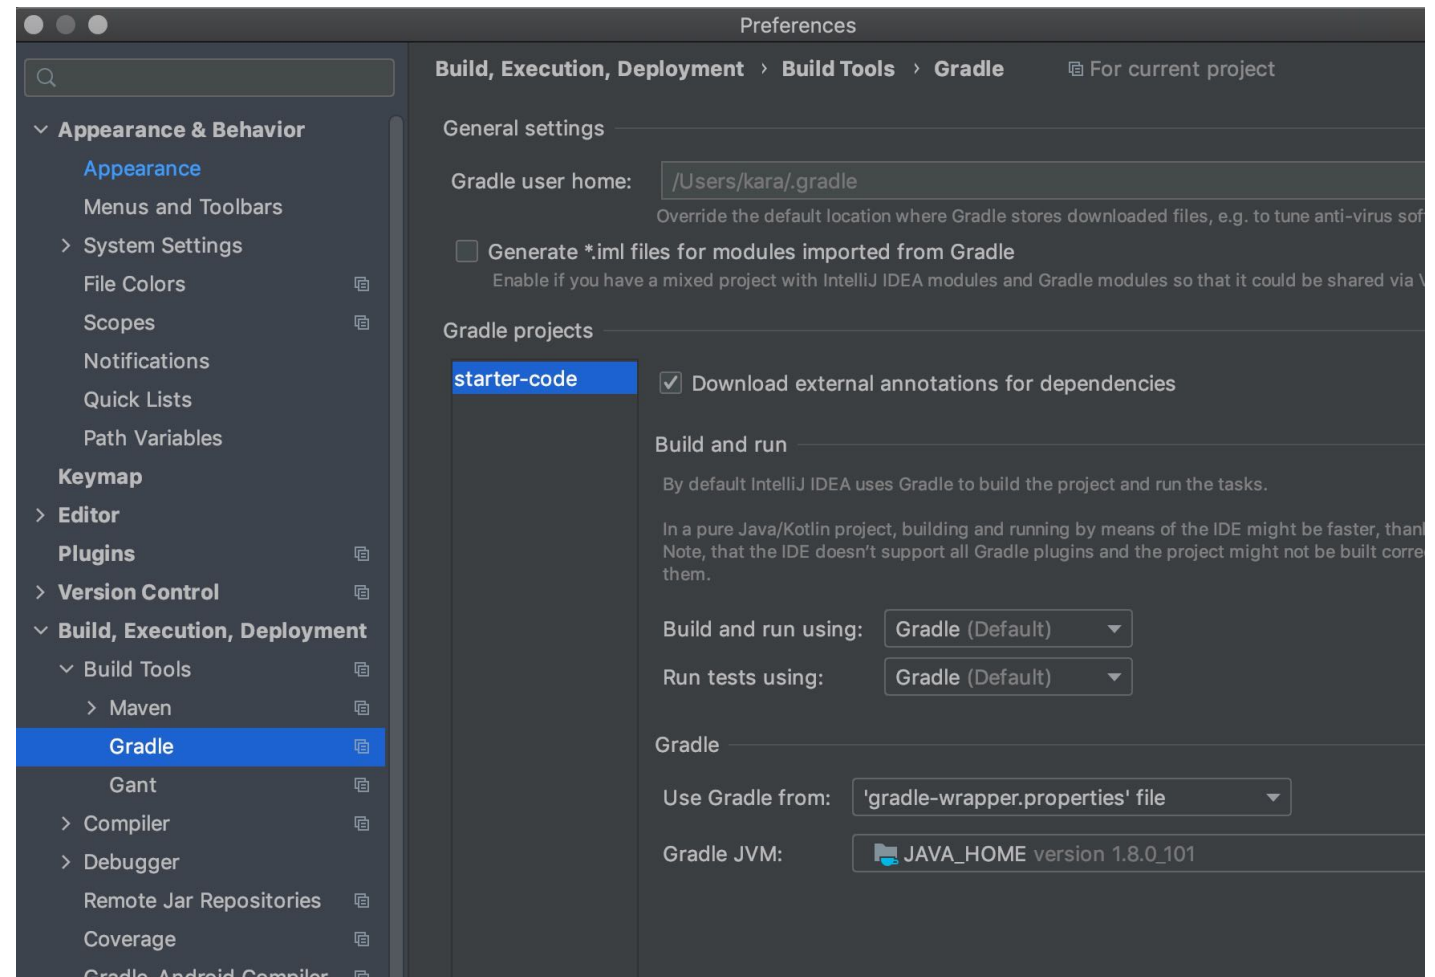 Preferences
Appearance & Behavior
Appearance
Menus and Toolbars
System Settings
File Colors
Scopes
Notifications
Quick Lists
Path Variables
Keymap
Editor
Plugins
Version Control
Build, Execution, Deployment
Build Tools
Maven
Gradle
Gant
Compiler
Debugger
Remote Jar Repositories
Coverage
Gradle-Android Compiler
Build, Execution, Deployment › Build Tools › Gradle For current project
General settings
Gradle user home: /Users/kara/.gradle
Override the default location where Gradle stores downloaded files, e.g. to tune anti-virus sof
Generate *.iml files for modules imported from Gradle
Enable if you have a mixed project with IntelliJ IDEA modules and Gradle modules so that it could be shared via
Gradle projects
starter-code
Download external annotations for dependencies
Build and run
By default IntelliJ IDEA uses Gradle to build the project and run the tasks.
In a pure Java/Kotlin project, building and running by means of the IDE might be faster, than
Note, that the IDE doesn't support all Gradle plugins and the project might not be built corre
them.
Build and run using: Gradle (Default)
Run tests using: Gradle (Default)
Gradle
Use Gradle from: 'gradle-wrapper.properties' file
Gradle JVM: JAVA_HOME version 1.8.0_101